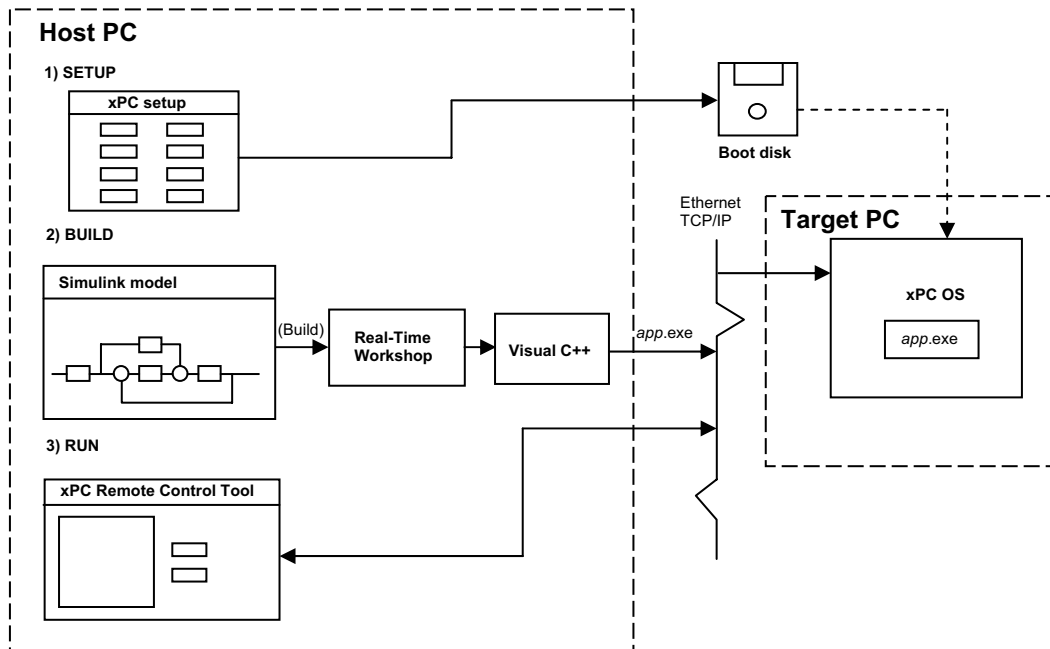 Host PC
1) SETUP
xPC setup
Boot disk
Ethernet
TCP/IP
Target PC
2) BUILD
Simulink model
(Build)
Real-Time
Workshop
Visual C++
app.exe
xPC OS
app.exe
3) RUN
xPC Remote Control Tool